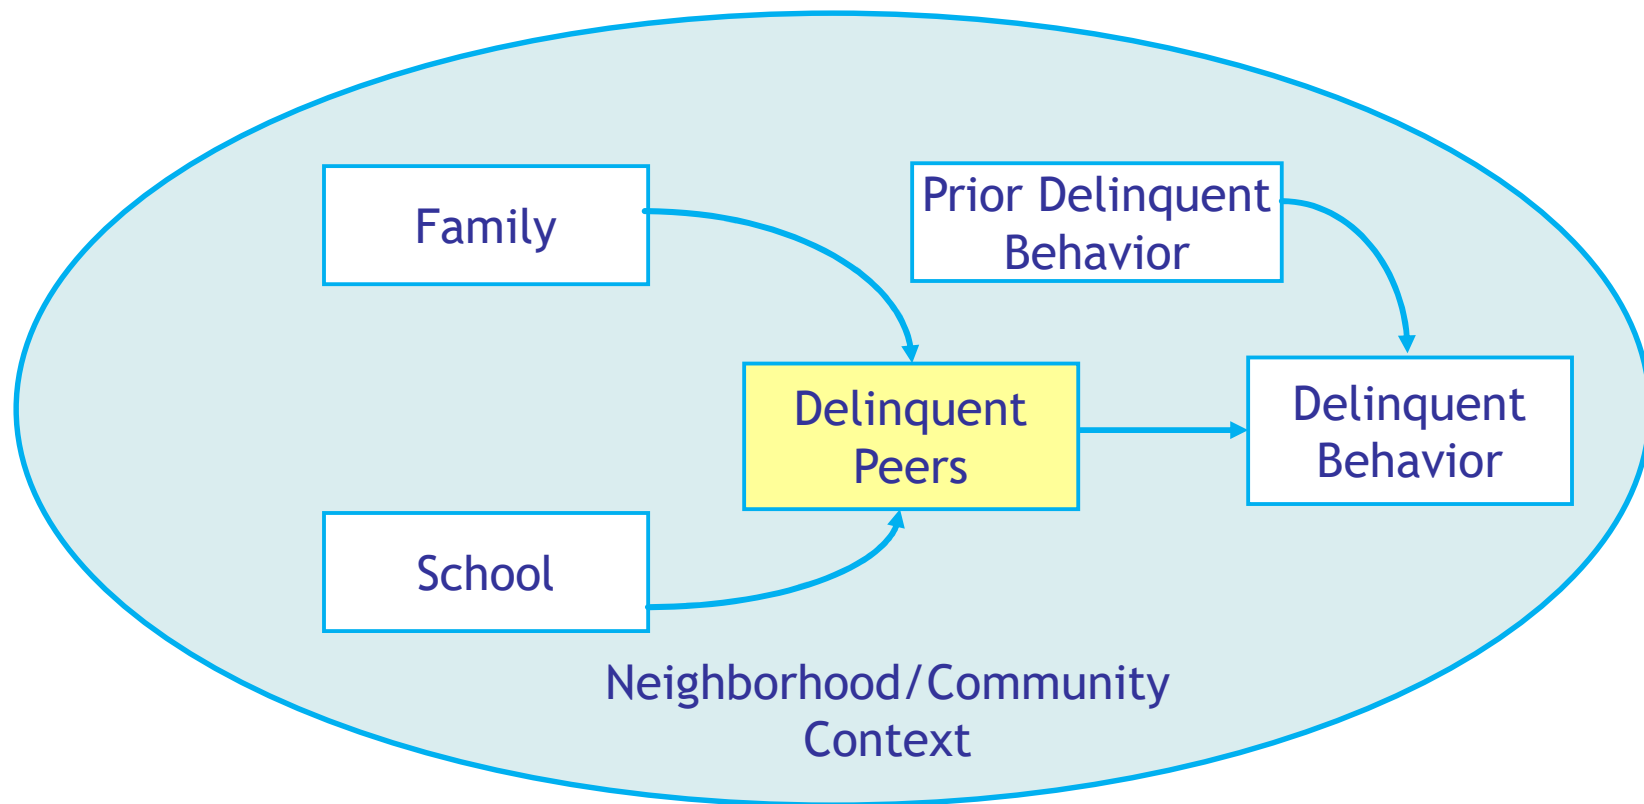 Family
Prior Delinquent
Behavior
Delinquent
Peers
Delinquent
Behavior
School
Neighborhood/Community
Context